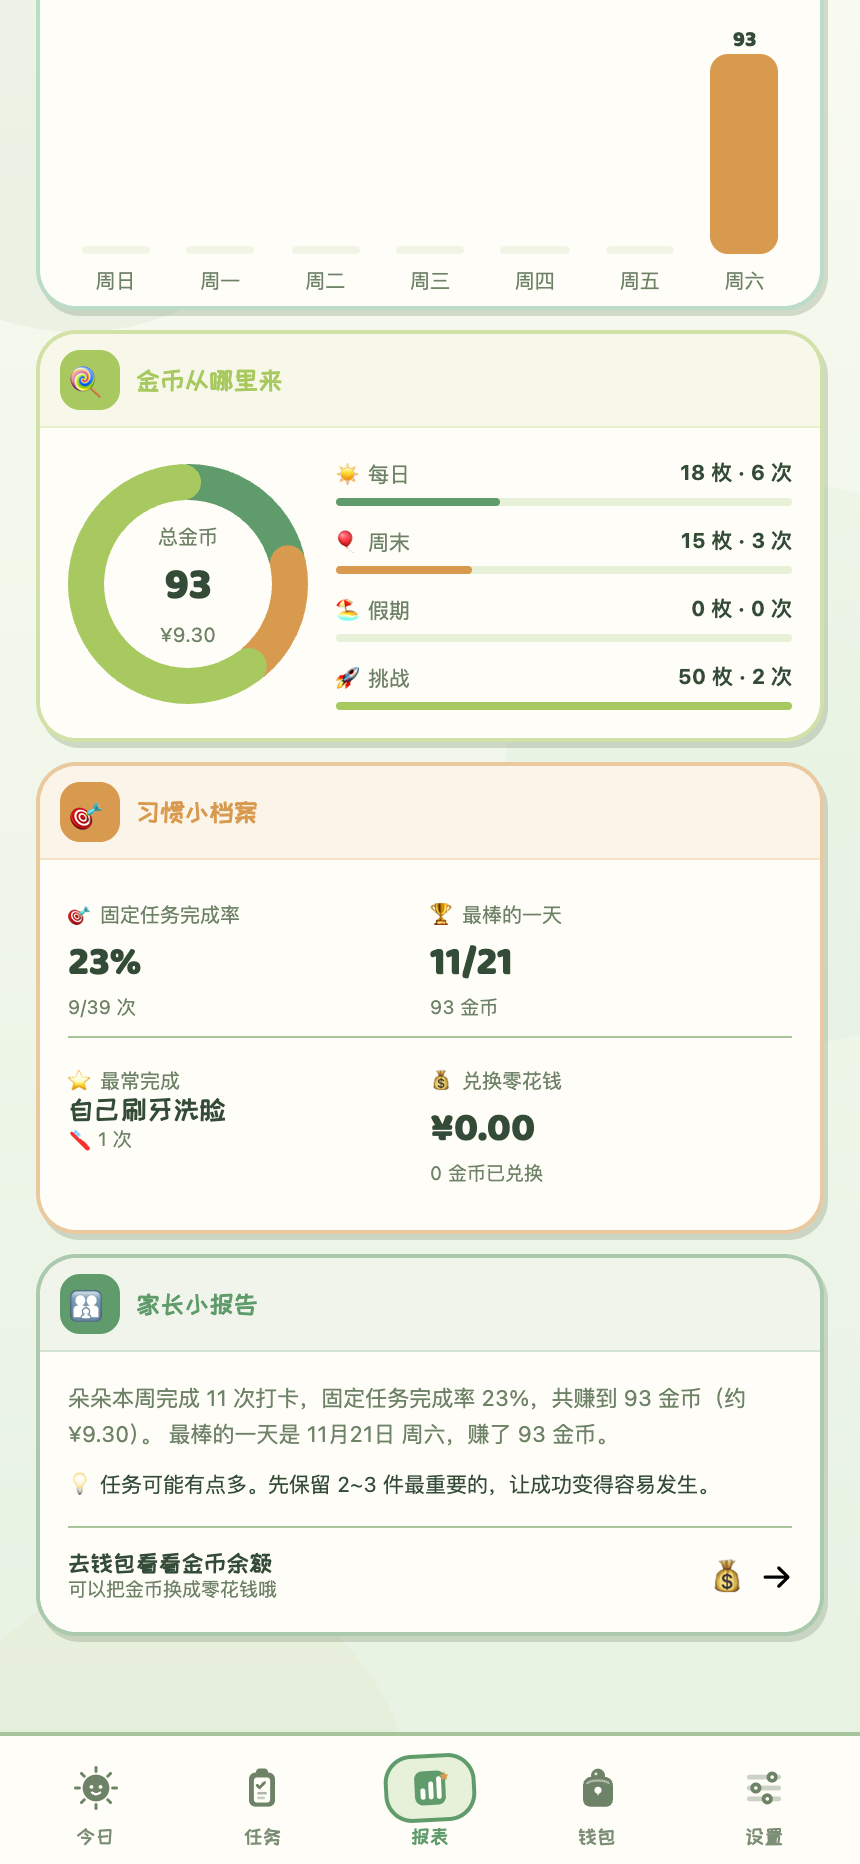 93
周日 周一 周二 周三 周四 周五 周六
金币从哪里来
总金币
93
¥9.30
每日 18 枚 · 6 次
周末 15 枚 · 3 次
假期 0 枚 · 0 次
挑战 50 枚 · 2 次
习惯小档案
固定任务完成率
23%
9/39 次
最棒的一天
11/21
93 金币
最常完成
自己刷牙洗脸
1 次
兑换零花钱
¥0.00
0 金币已兑换
家长小报告
朵朵本周完成 11 次打卡，固定任务完成率 23%，共赚到 93 金币（约
¥9.30）。 最棒的一天是 11月21日 周六，赚了 93 金币。
任务可能有点多。先保留 2~3 件最重要的，让成功变得容易发生。
去钱包看看金币余额
可以把金币换成零花钱哦
今日 任务 报表 钱包 设置